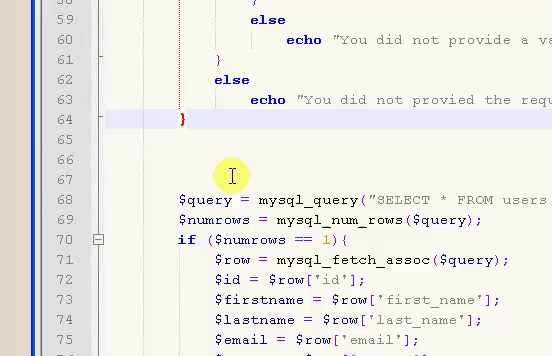 58 }
59 else
60 echo "You did not provide a va
61 }
62 else
63 echo "You did not provied the requ
64 }
65
66
67
68 $query = mysql_query("SELECT * FROM users
69 $numrows = mysql_num_rows($query);
70 if ($numrows == 1){
71 $row = mysql_fetch_assoc($query);
72 $id = $row['id'];
73 $firstname = $row['first_name'];
74 $lastname = $row['last_name'];
75 $email = $row['email'];